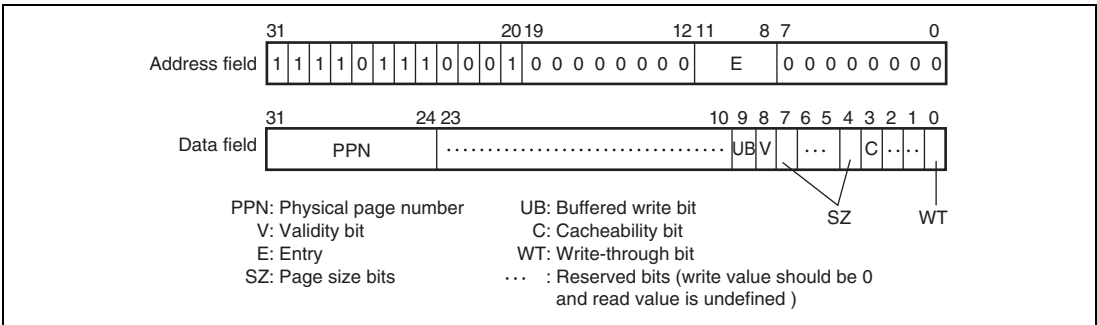 31 20 19 12 11 8 7 0
Address field 1 1 1 1 0 1 1 1 0 0 0 1 0 0 0 0 0 0 0 0 E 0 0 0 0 0 0 0 0
31 24 23 10 9 8 7 6 5 4 3 2 1 0
Data field PPN ................................. UB V ... C .. ..
SZ WT
PPN: Physical page number UB: Buffered write bit
V: Validity bit C: Cacheability bit
E: Entry WT: Write-through bit
SZ: Page size bits ... : Reserved bits (write value should be 0
and read value is undefined )